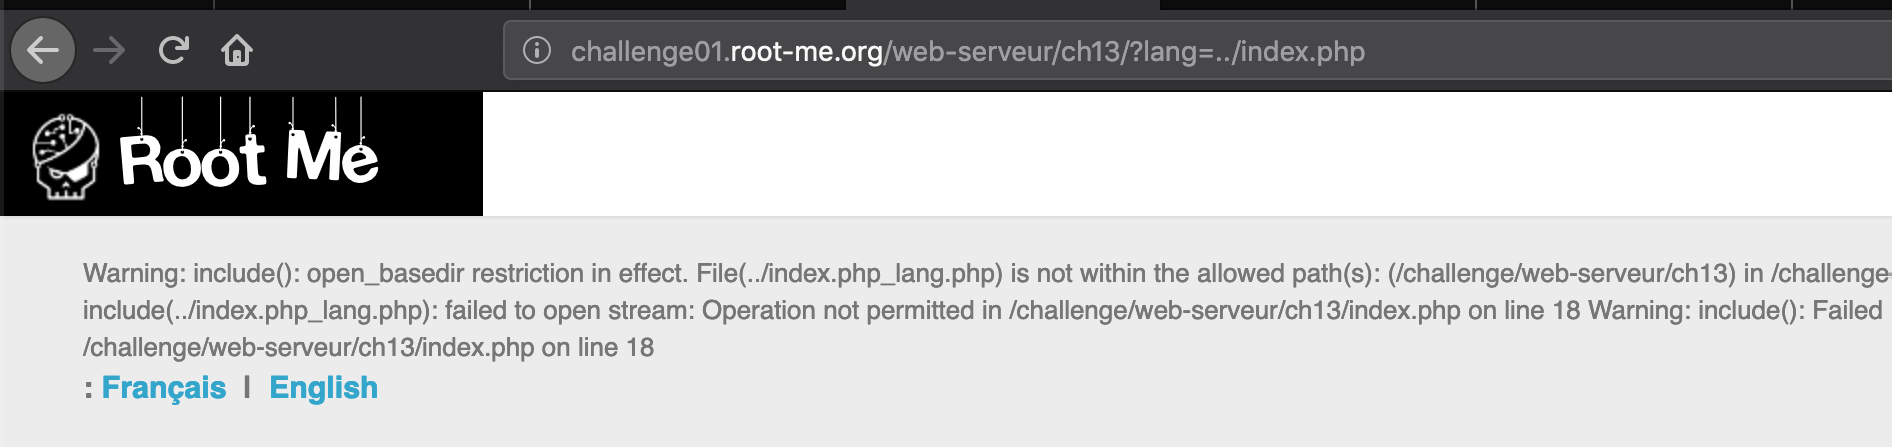 challenge01.root-me.org/web-serveur/ch13/?lang=../index.php
Root Me
Warning: include(): open_basedir restriction in effect. File(../index.php_lang.php) is not within the allowed path(s): (/challenge/web-serveur/ch13) in /challenge
include(../index.php_lang.php): failed to open stream: Operation not permitted in /challenge/web-serveur/ch13/index.php on line 18 Warning: include(): Failed
/challenge/web-serveur/ch13/index.php on line 18
: Français | English